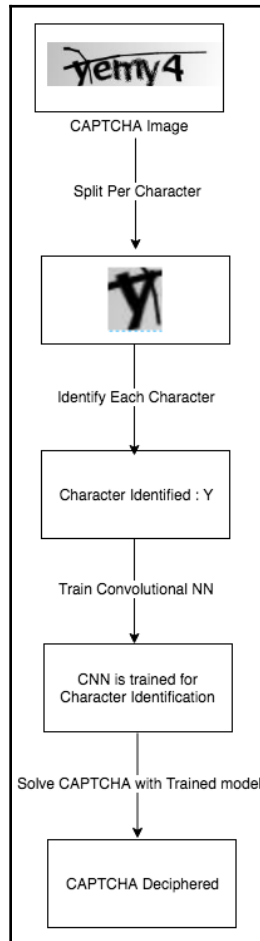 yemy4
CAPTCHA Image
Split Per Character
y
Identify Each Character
Character Identified : Y
Train Convolutional NN
CNN is trained for
Character Identification
Solve CAPTCHA with Trained model
CAPTCHA Deciphered